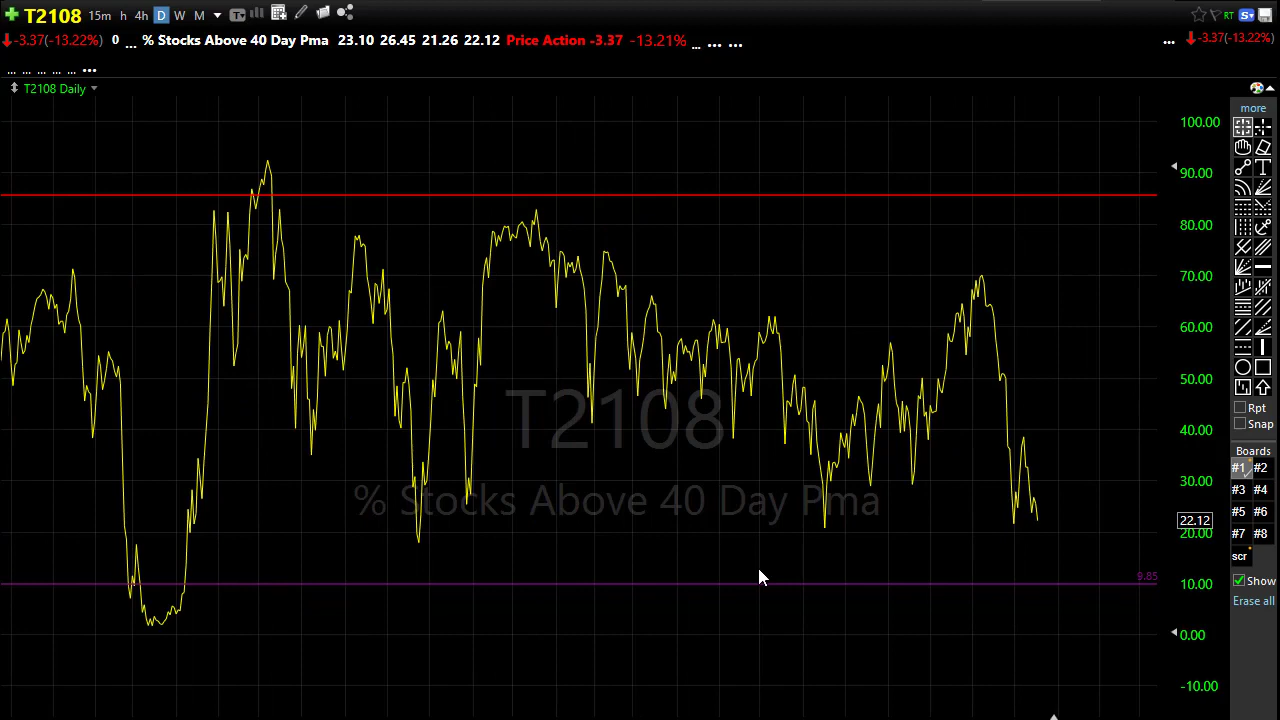 T2108 15m h 4h D W M RT S
-3.37(-13.22%) 0 ... % Stocks Above 40 Day Pma 23.10 26.45 21.26 22.12 Price Action -3.37 -13.21% ... ... ... ... -3.37(-13.22%)
... ... ... ... ... ...
T2108 Daily
more
100.00
90.00
80.00
70.00
60.00
50.00
40.00
30.00
22.12
20.00
10.00
0.00
-10.00
T2108
% Stocks Above 40 Day Pma
9.85
Rpt
Snap
Boards
#1 #2
#3 #4
#5 #6
#7 #8
scr
Show
Erase all